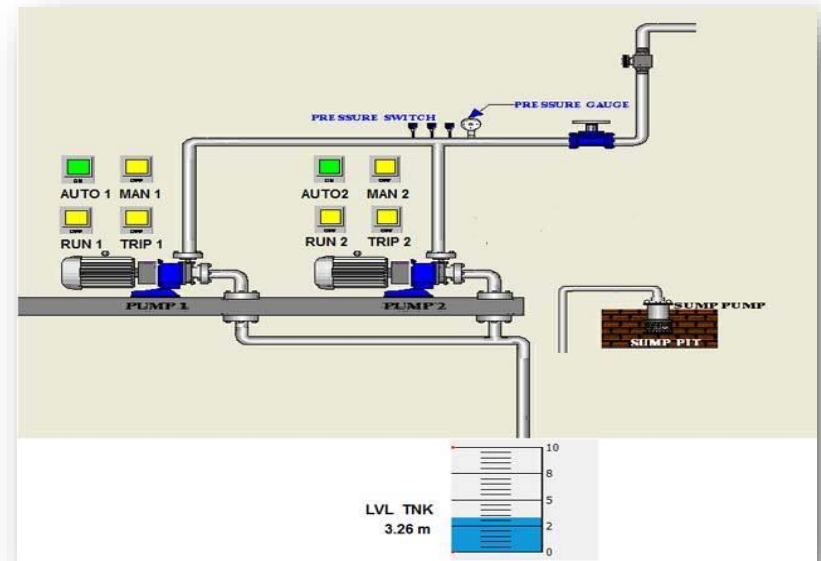 PRESSURE SWITCH
PRESSURE GAUGE
AUTO 1 MAN 1
RUN 1 TRIP 1
AUTO2 MAN 2
RUN 2 TRIP 2
PUMP 1
PUMP 2
SUMP PUMP
SUMP PIT
LVL TNK
3.26 m
10
8
5
2
0